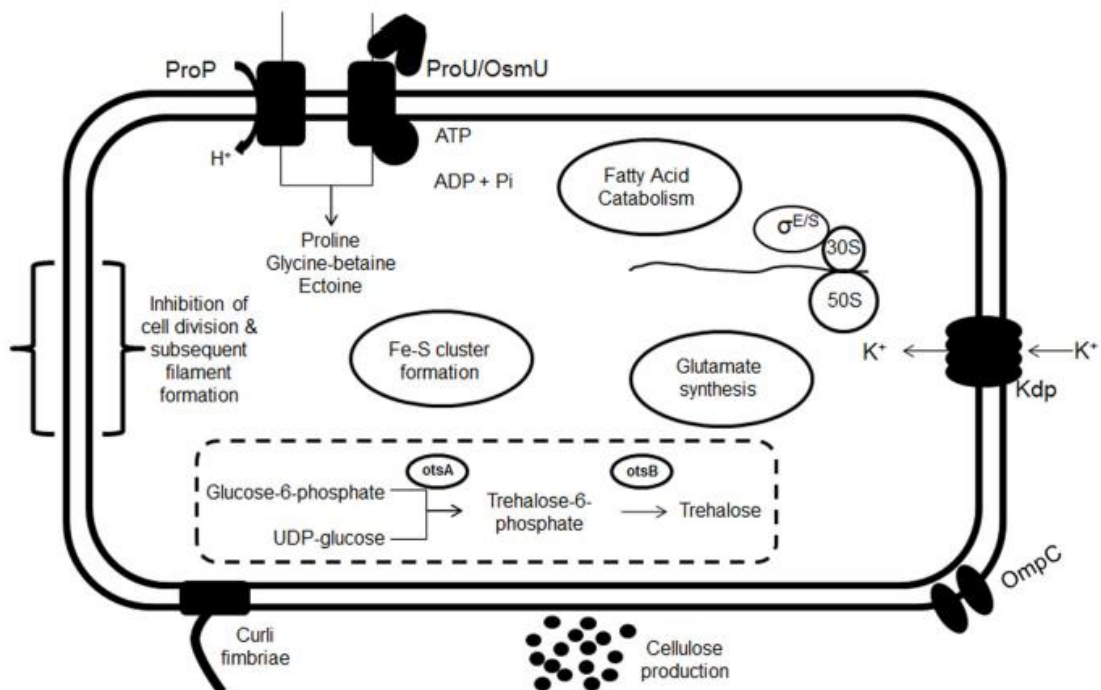 ProP
ProU/OsmU
H⁺
ATP
ADP + Pi
Proline
Glycine-betaine
Ectoine
Fatty Acid
Catabolism
σE/S
30S
50S
Inhibition of
cell division &
subsequent
filament
formation
Fe-S cluster
formation
Glutamate
synthesis
K⁺
K⁺
Kdp
otsA
otsB
Glucose-6-phosphate
UDP-glucose
Trehalose-6-
phosphate
Trehalose
OmpC
Curli
fimbriae
Cellulose
production